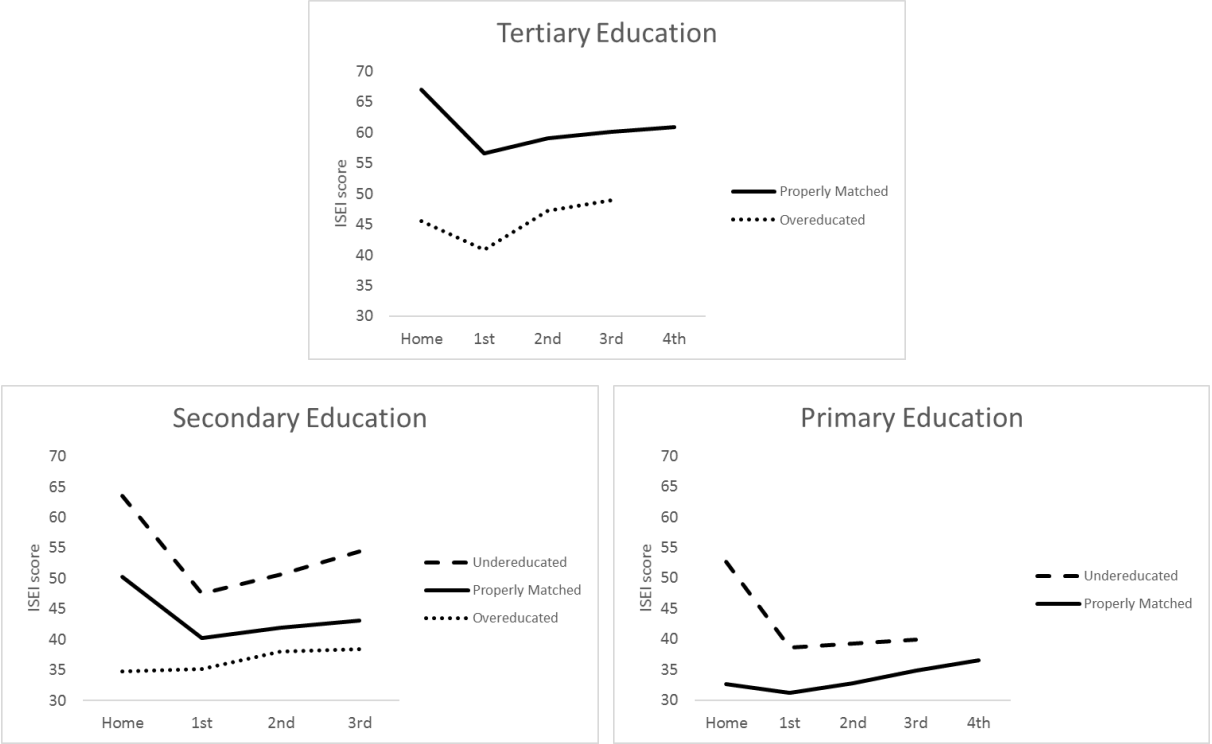 Tertiary Education
70
65
60
55
50
45
40
35
30
ISEI score
Home 1st 2nd 3rd 4th
Properly Matched
Overeducated
Secondary Education
70
65
60
55
50
45
40
35
30
ISEI score
Home 1st 2nd 3rd
Undereducated
Properly Matched
Overeducated
Primary Education
70
65
60
55
50
45
40
35
30
ISEI score
Home 1st 2nd 3rd 4th
Undereducated
Properly Matched